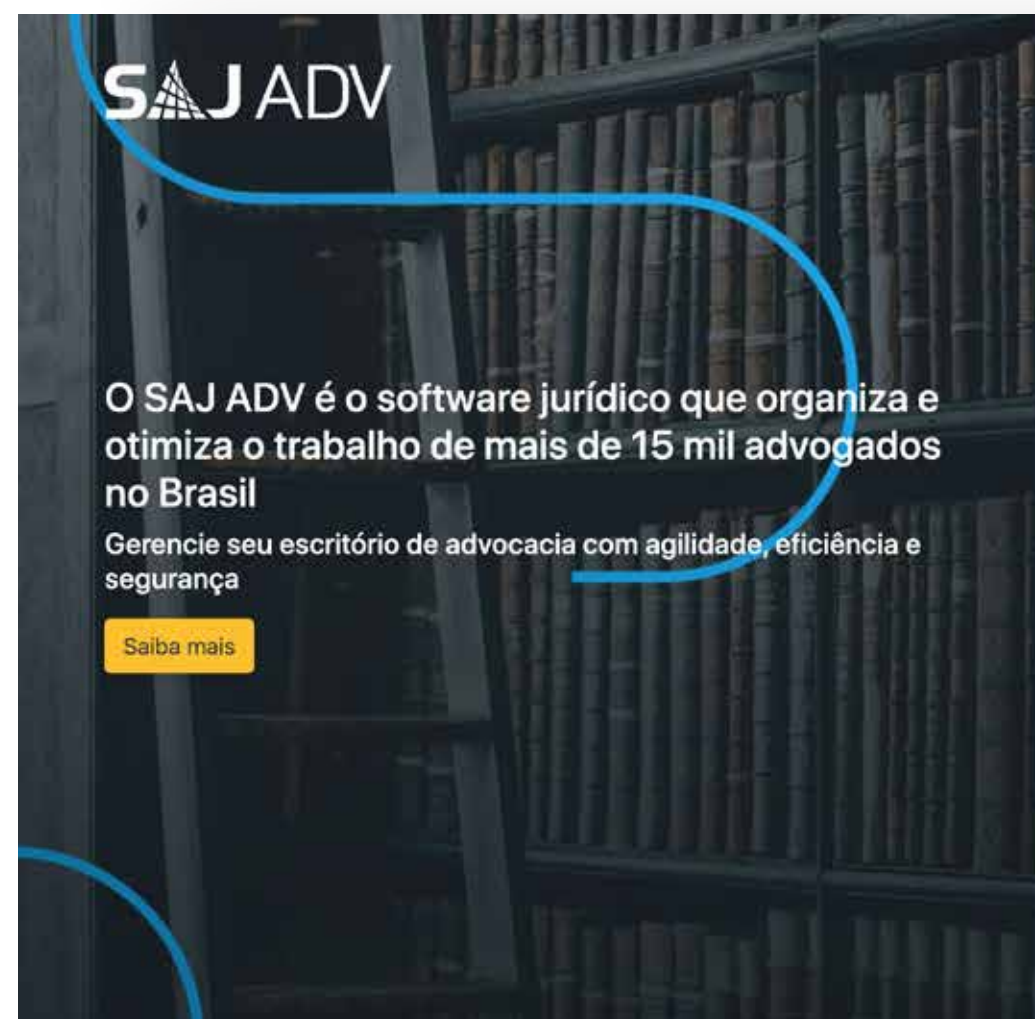 SAJ ADV
O SAJ ADV é o software jurídico que organiza e
otimiza o trabalho de mais de 15 mil advogados
no Brasil
Gerencie seu escritório de advocacia com agilidade, eficiência e
segurança
Saiba mais